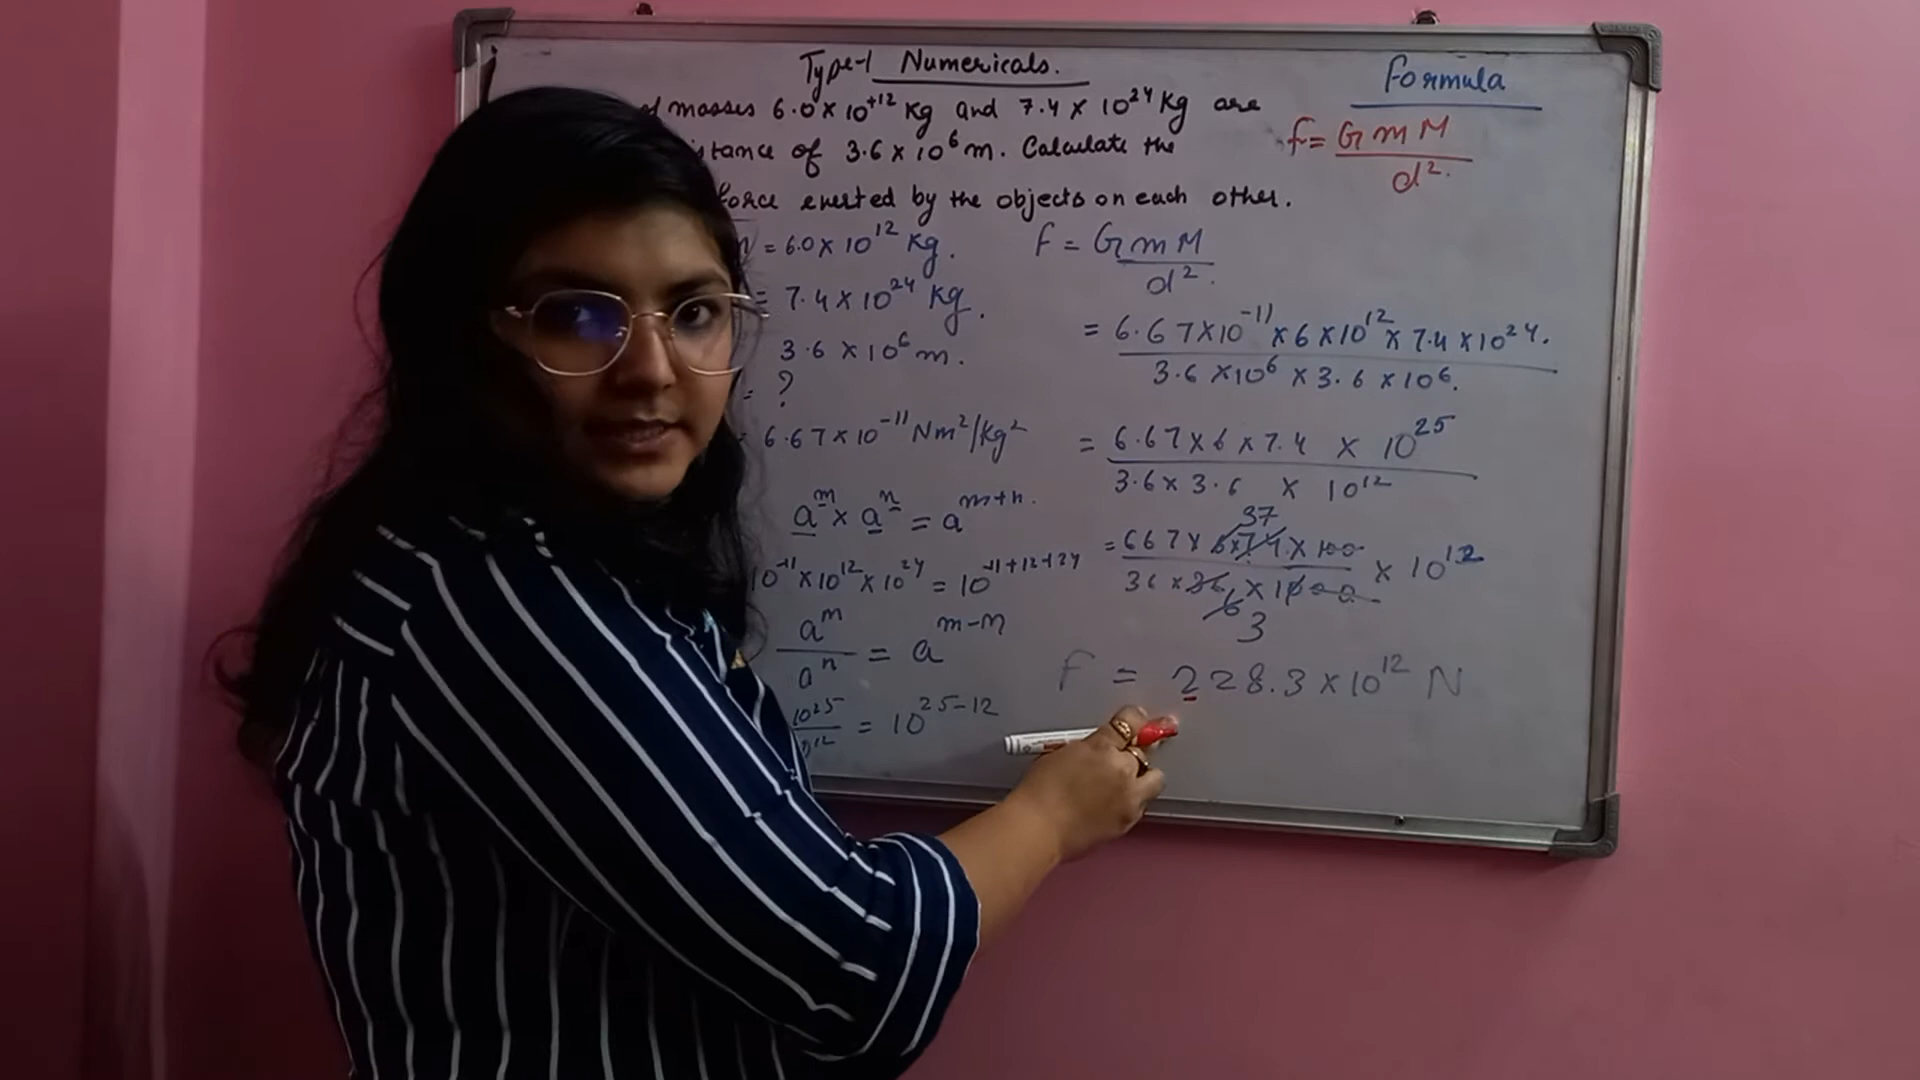 Type-1 Numericals.
of masses 6.0 × 10⁺¹² Kg and 7.4 × 10²⁴ Kg are
istance of 3.6 × 10⁶ m. Calculate the
force exerted by the objects on each other.
= 6.0 × 10¹² Kg.
= 7.4 × 10²⁴ Kg.
3.6 × 10⁶ m.
= ?
= 6.67 × 10⁻¹¹ Nm²/Kg²
aᵐ × aⁿ = aᵐ⁺ⁿ.
10⁻¹¹ × 10¹² × 10²⁴ = 10⁻¹¹⁺¹²⁺²⁴
aᵐ
aⁿ = aᵐ⁻ⁿ
10²⁵
= 10²⁵⁻¹²
Formula
f = G m M
d².
F = G m M
d².
= 6.67 × 10⁻¹¹ × 6 × 10¹² × 7.4 × 10²⁴.
3.6 × 10⁶ × 3.6 × 10⁶.
= 6.67 × 6 × 7.4 × 10²⁵
3.6 × 3.6 × 10¹²
37
= 667 × 6 × 74 × 100 × 10¹²
36 × 36 × 1000
6 3
F = 228.3 × 10¹² N